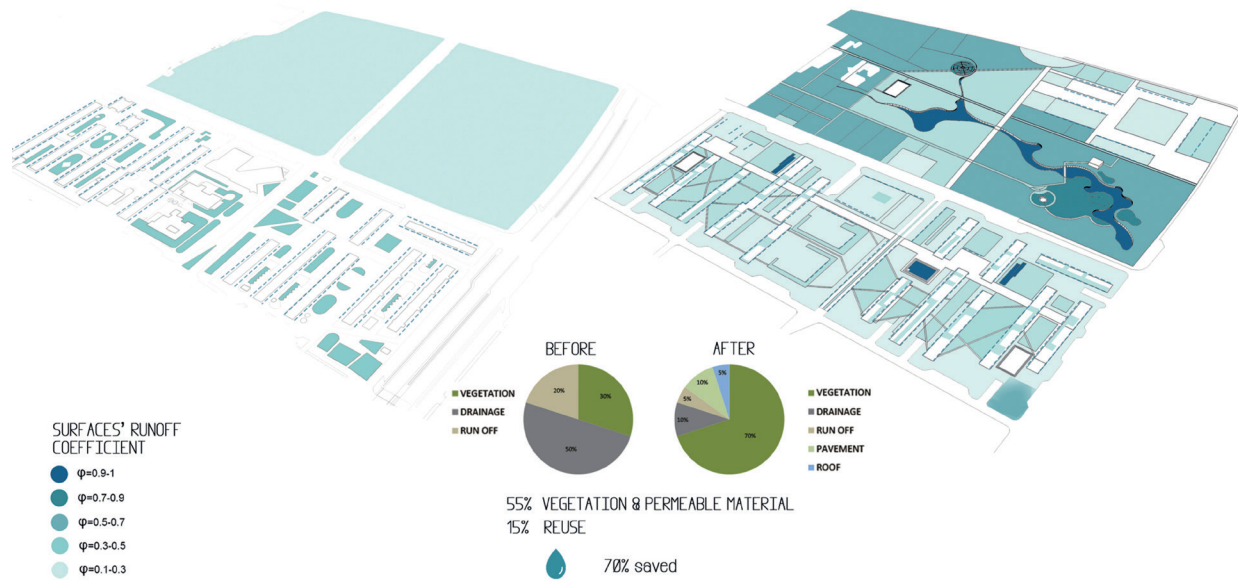 BEFORE
AFTER
VEGETATION
DRAINAGE
RUN OFF
20%
30%
50%
5%
10%
5%
10%
70%
VEGETATION
DRAINAGE
RUN OFF
PAVEMENT
ROOF
SURFACES' RUNOFF
COEFFICIENT
φ=0.9-1
φ=0.7-0.9
φ=0.5-0.7
φ=0.3-0.5
φ=0.1-0.3
55% VEGETATION & PERMEABLE MATERIAL
15% REUSE
70% saved